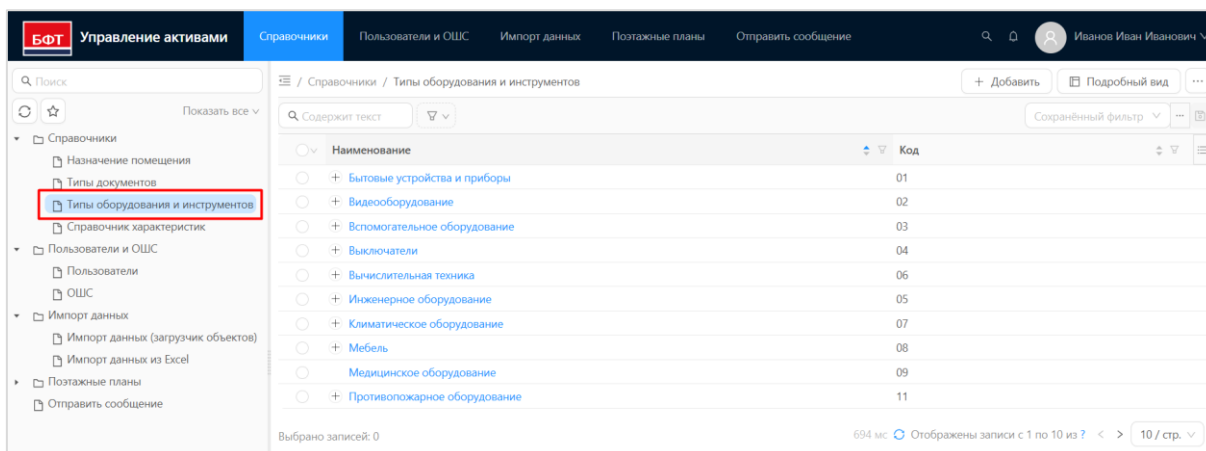 БФТ Управление активами Справочники Пользователи и ОШС Импорт данных Поэтажные планы Отправить сообщение Иванов Иван Иванович
Поиск
Показать все
Справочники
Назначение помещения
Типы документов
Типы оборудования и инструментов
Справочник характеристик
Пользователи и ОШС
Пользователи
ОШС
Импорт данных
Импорт данных (загрузчик объектов)
Импорт данных из Excel
Поэтажные планы
Отправить сообщение
/ Справочники / Типы оборудования и инструментов + Добавить Подробный вид ...
Содержит текст Сохранённый фильтр ...
Наименование Код
+ Бытовые устройства и приборы 01
+ Видеооборудование 02
+ Вспомогательное оборудование 03
+ Выключатели 04
+ Вычислительная техника 06
+ Инженерное оборудование 05
+ Климатическое оборудование 07
+ Мебель 08
Медицинское оборудование 09
+ Противопожарное оборудование 11
Выбрано записей: 0 694 мс Отображены записи с 1 по 10 из ? < > 10 / стр.